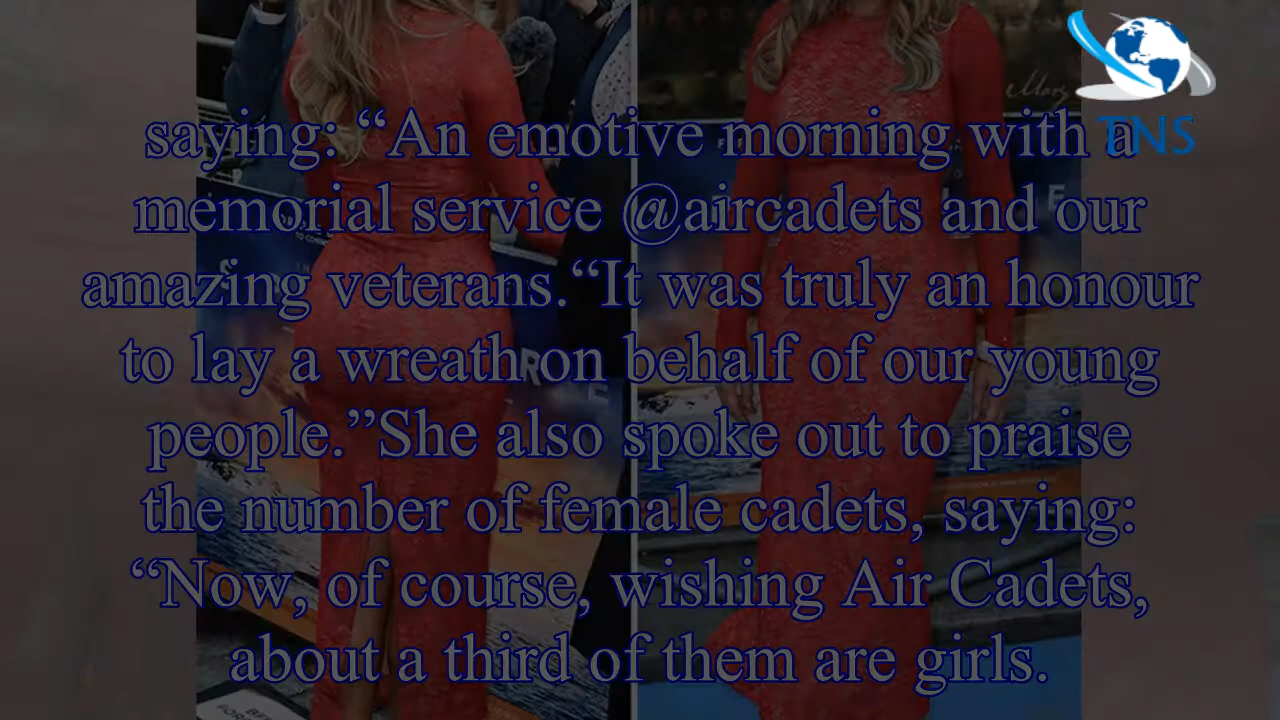 TNS
saying: “An emotive morning with a
memorial service @aircadets and our
amazing veterans.“It was truly an honour
to lay a wreath on behalf of our young
people.”She also spoke out to praise
the number of female cadets, saying:
“Now, of course, wishing Air Cadets,
about a third of them are girls.